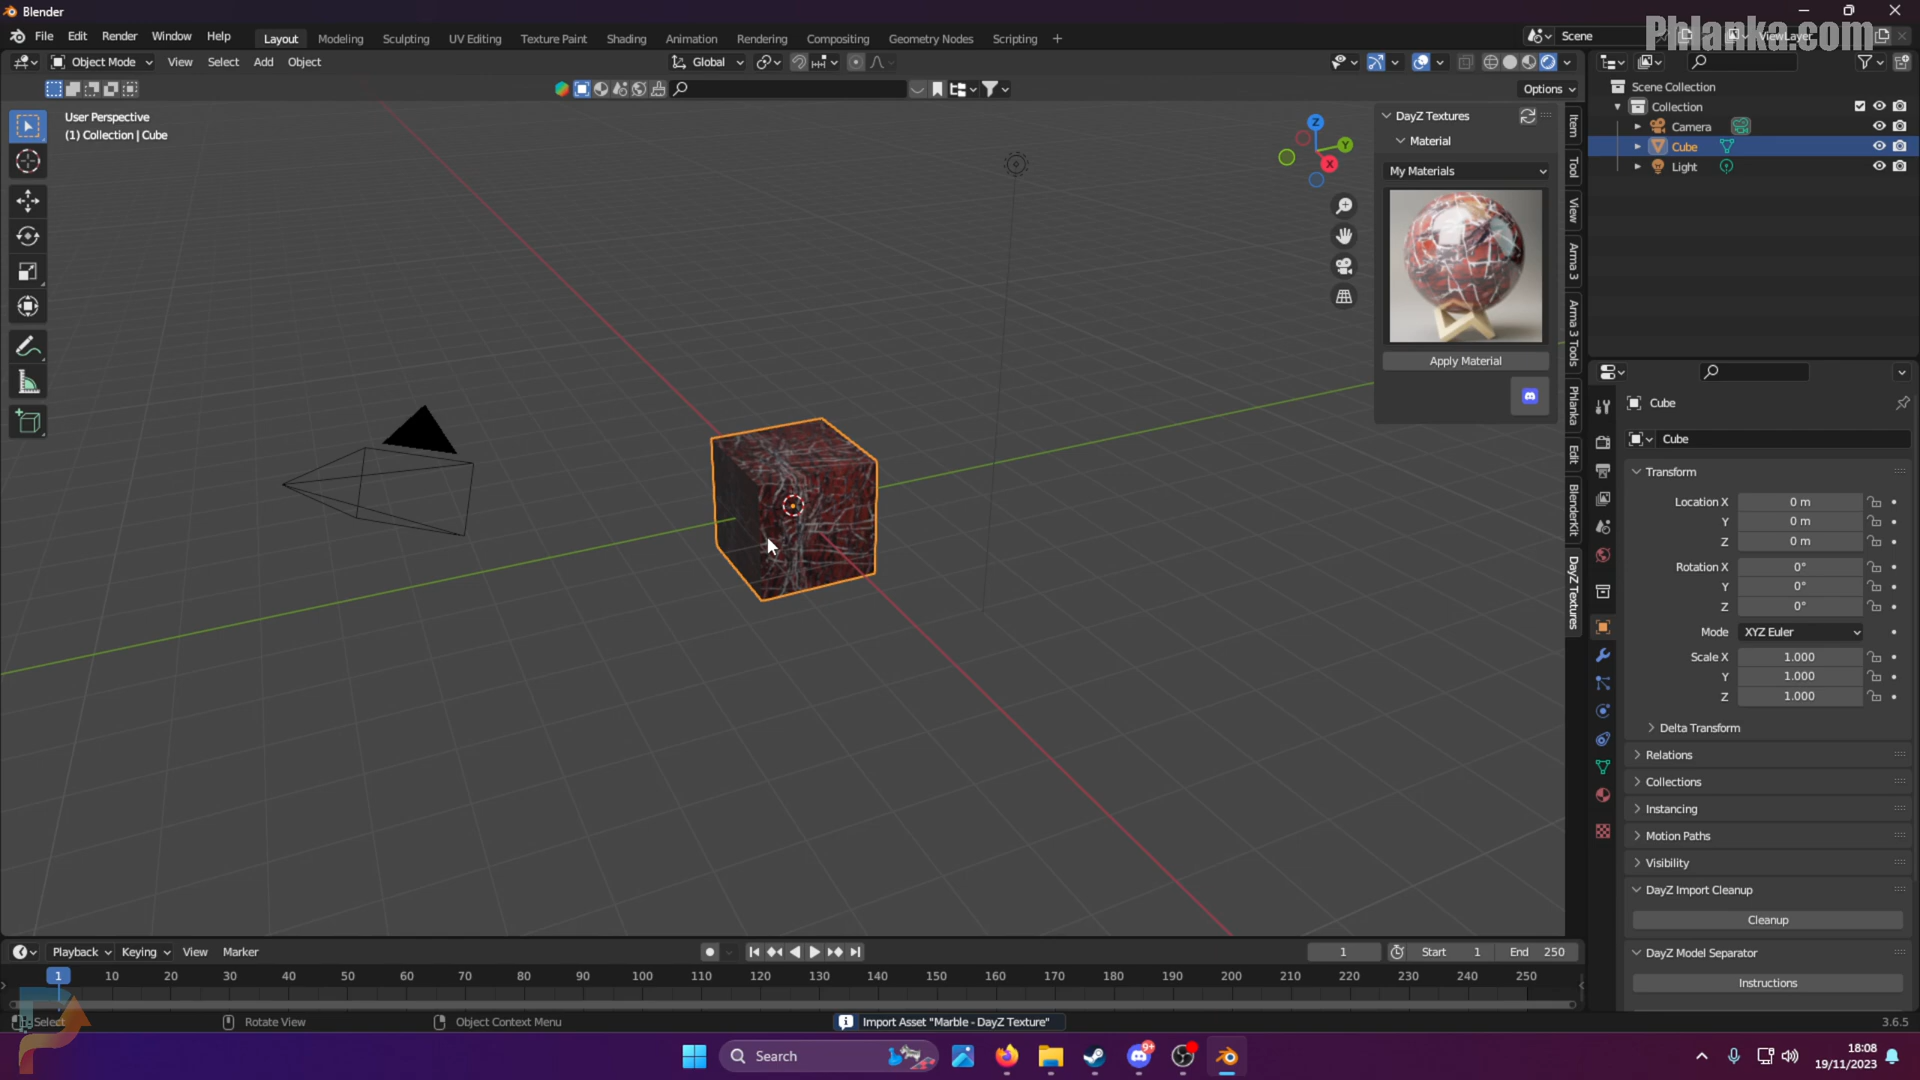 Blender
File Edit Render Window Help Layout Modeling Sculpting UV Editing Texture Paint Shading Animation Rendering Compositing Geometry Nodes Scripting + Scene ViewLayer
Phlanka.com
Object Mode View Select Add Object Global
Options
User Perspective
(1) Collection | Cube
Z
Y
X
DayZ Textures
Material
My Materials
Apply Material
Item
Tool
View
Arma 3
Arma 3 Tools
Phlanka
Edit
BlenderKit
DayZ Textures
Scene Collection
Collection
Camera
Cube
Light
Cube
Cube
Transform
Location X 0 m
Y 0 m
Z 0 m
Rotation X 0°
Y 0°
Z 0°
Mode XYZ Euler
Scale X 1.000
Y 1.000
Z 1.000
Delta Transform
Relations
Collections
Instancing
Motion Paths
Visibility
DayZ Import Cleanup
Cleanup
DayZ Model Separator
Instructions
Playback Keying View Marker 1 Start 1 End 250
1 10 20 30 40 50 60 70 80 90 100 110 120 130 140 150 160 170 180 190 200 210 220 230 240 250
Select Rotate View Object Context Menu Import Asset "Marble - DayZ Texture" 3.6.5
Search 9+ 18:08
19/11/2023